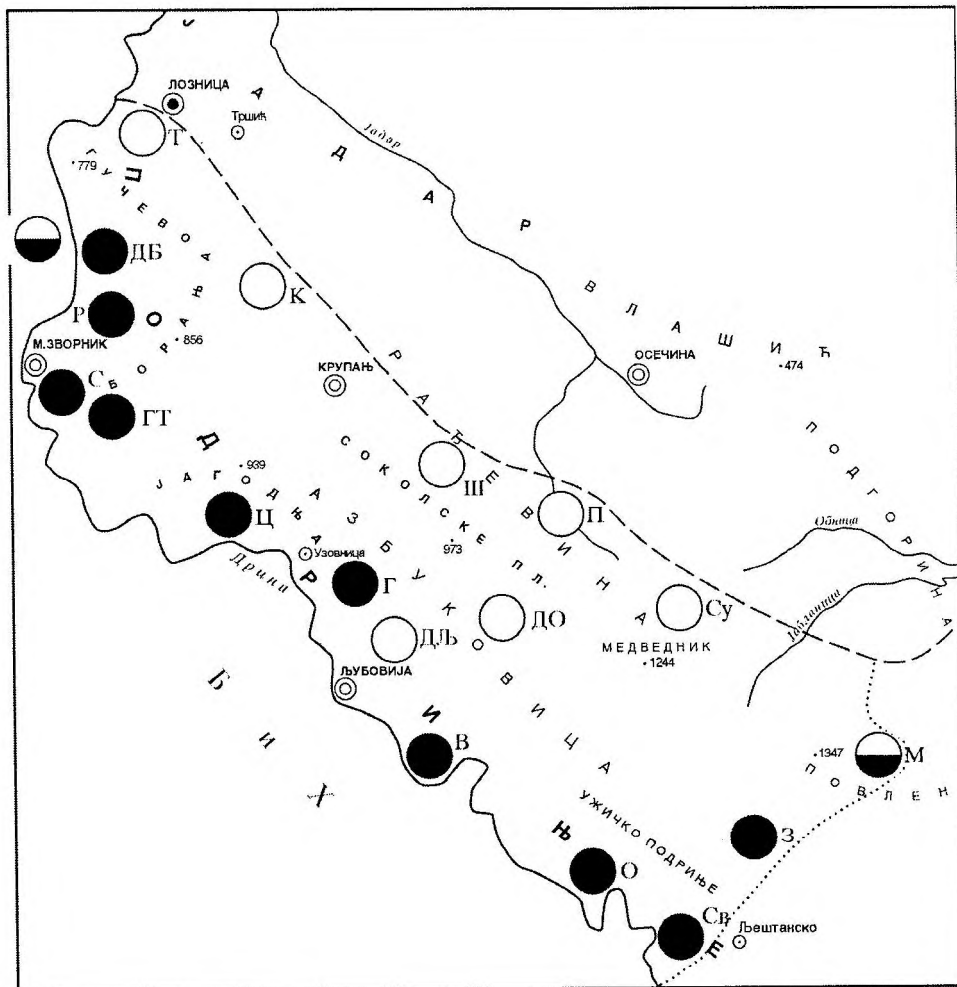 ЈАДАР
ЛОЗНИЦА
Тршић
Т
Јадар
779
ГУЧЕВО
ПОДРИЊЕ
ДБ
К
ВЛАШИЋ
Р
БОРАЊА
856
М.ЗВОРНИК
С
ГТ
КРУПАЊ
РАЂЕВИНА
ОСЕЧИНА
474
ПОДГОРИНА
939
ЈАГОДЊА
СОКОЛСКЕ ПЛ.
Ш
П
Ц
973
Обница
Дрина
Узовница
АЗБУКОВИЦА
Г
ДЉ
ДО
Су
Јабланица
МЕДВЕДНИК
1244
ЉУБОВИЈА
БИХ
В
1347
М
ПОВЛЕН
УЖИЧКО ПОДРИЊЕ
З
О
Св
Љештанско